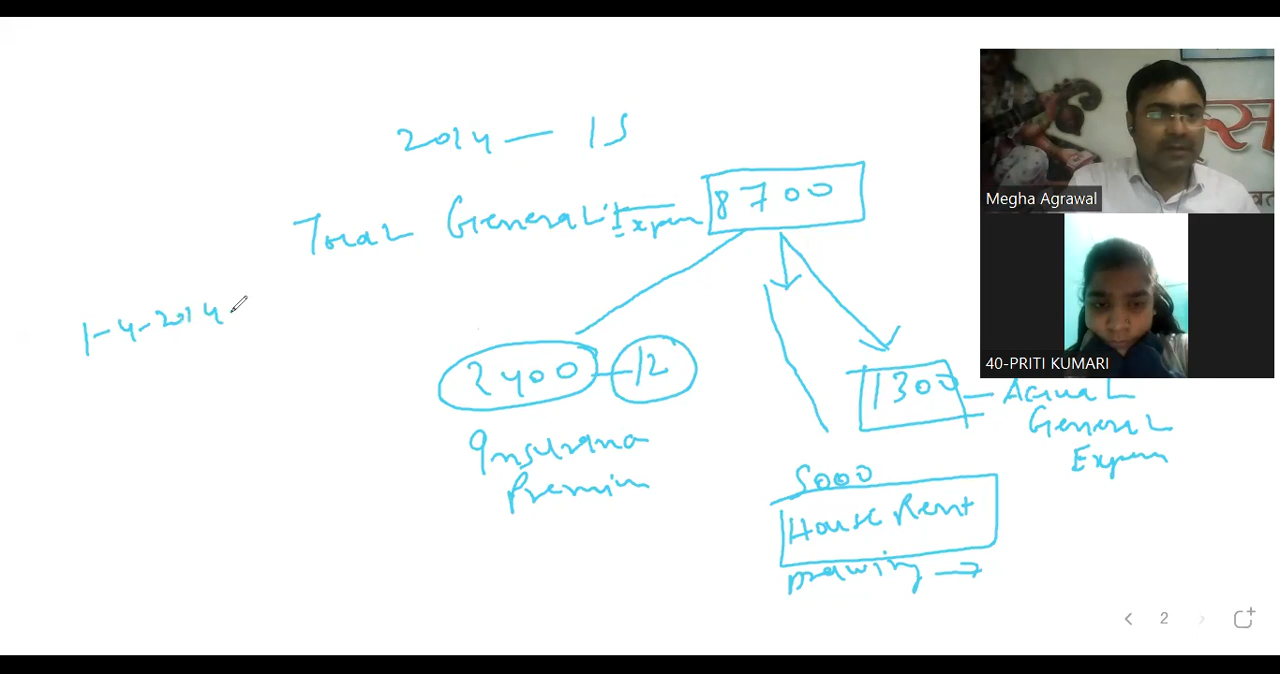 2014 — 15
Total General Expen 8700
1-4-2014
2400 — 12
Insurana
Premium
1300 — Actual
General
Expen
5000
House Rent
Drawing →
Megha Agrawal
40-PRITI KUMARI
2